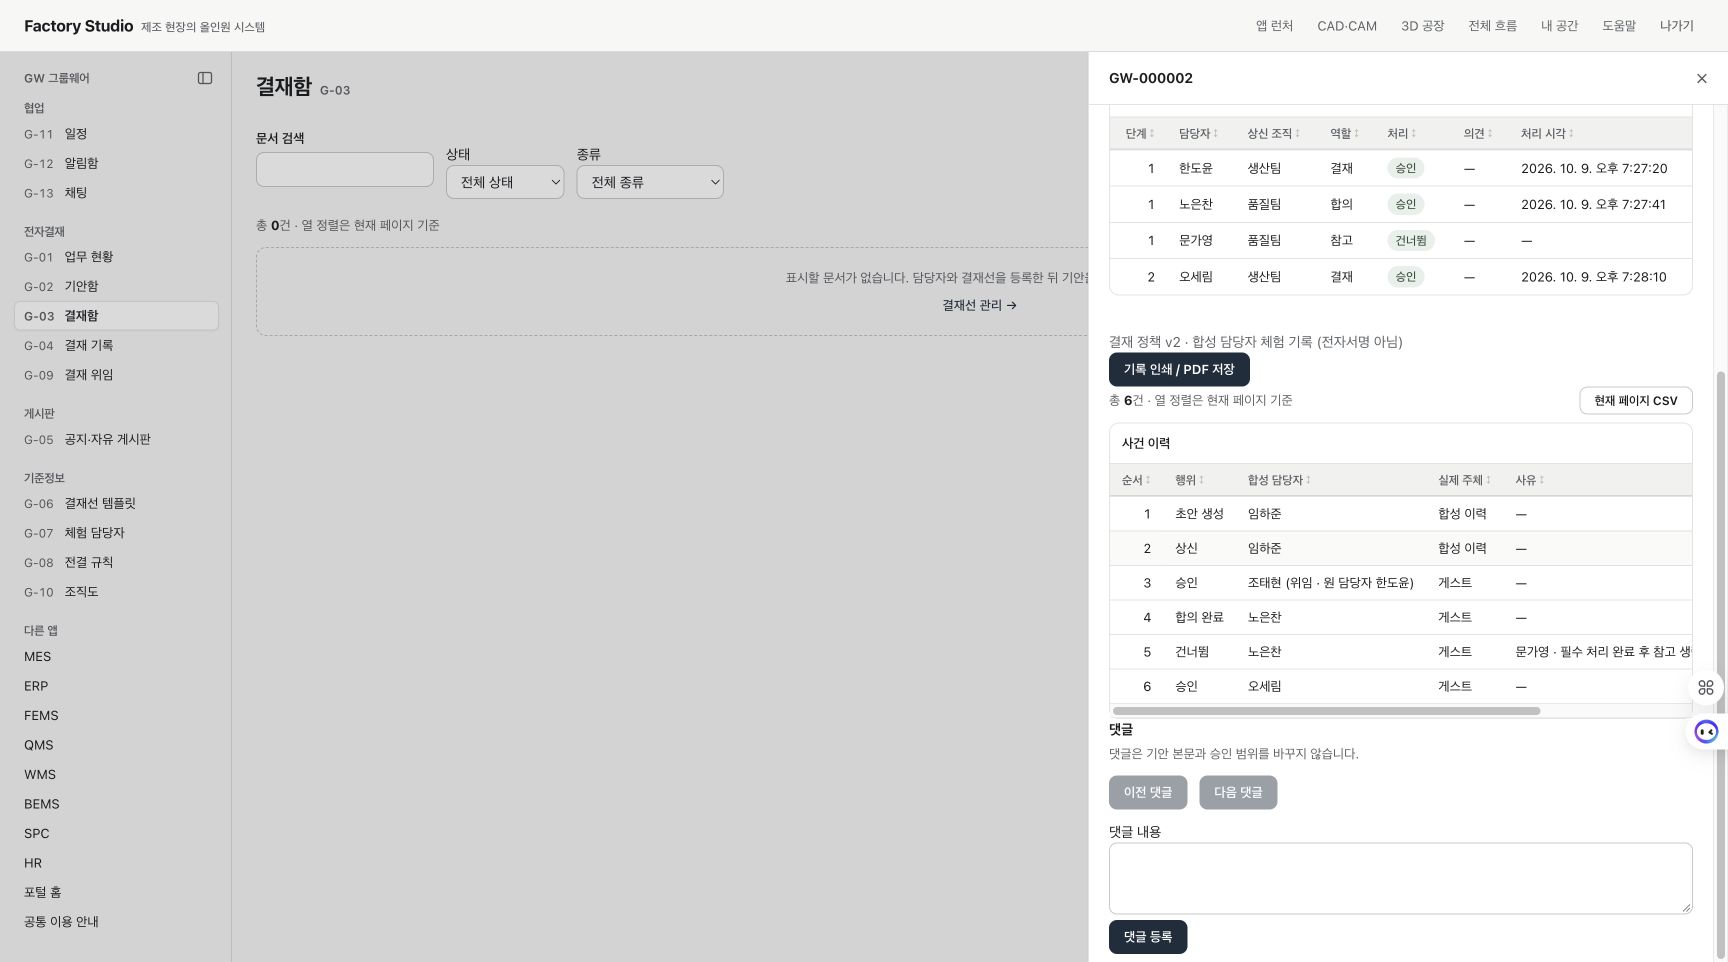 Factory Studio 제조 현장의 올인원 시스템
앱 런처 CAD·CAM 3D 공장 전체 흐름 내 공간 도움말 나가기
GW 그룹웨어
협업
G-11 일정
G-12 알림함
G-13 채팅
전자결재
G-01 업무 현황
G-02 기안함
G-03 결재함
G-04 결재 기록
G-09 결재 위임
게시판
G-05 공지·자유 게시판
기준정보
G-06 결재선 템플릿
G-07 체험 담당자
G-08 전결 규칙
G-10 조직도
다른 앱
MES
ERP
FEMS
QMS
WMS
BEMS
SPC
HR
포털 홈
공통 이용 안내
결재함 G-03
문서 검색
상태
전체 상태
종류
전체 종류
총 0건 · 열 정렬은 현재 페이지 기준
표시할 문서가 없습니다. 담당자와 결재선을 등록한 뒤 기안을
결재선 관리 →
GW-000002 ×
단계↕ 담당자↕ 상신 조직↕ 역할↕ 처리↕ 의견↕ 처리 시각↕
1 한도윤 생산팀 결재 승인 — 2026. 10. 9. 오후 7:27:20
1 노은찬 품질팀 합의 승인 — 2026. 10. 9. 오후 7:27:41
1 문가영 품질팀 참고 건너뜀 — —
2 오세림 생산팀 결재 승인 — 2026. 10. 9. 오후 7:28:10
결재 정책 v2 · 합성 담당자 체험 기록 (전자서명 아님)
기록 인쇄 / PDF 저장
총 6건 · 열 정렬은 현재 페이지 기준
현재 페이지 CSV
사건 이력
순서↕ 행위↕ 합성 담당자↕ 실제 주체↕ 사유↕
1 초안 생성 임하준 합성 이력 —
2 상신 임하준 합성 이력 —
3 승인 조태현 (위임 · 원 담당자 한도윤) 게스트 —
4 합의 완료 노은찬 게스트 —
5 건너뜀 노은찬 게스트 문가영 · 필수 처리 완료 후 참고 생
6 승인 오세림 게스트 —
댓글
댓글은 기안 본문과 승인 범위를 바꾸지 않습니다.
이전 댓글 다음 댓글
댓글 내용
댓글 등록